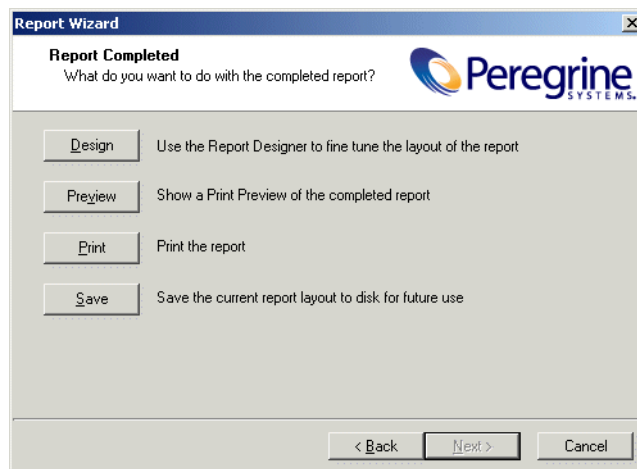 Report Wizard
Report Completed
What do you want to do with the completed report?
Peregrine
SYSTEMS.
Design
Use the Report Designer to fine tune the layout of the report
Preview
Show a Print Preview of the completed report
Print
Print the report
Save
Save the current report layout to disk for future use
< Back
Next >
Cancel